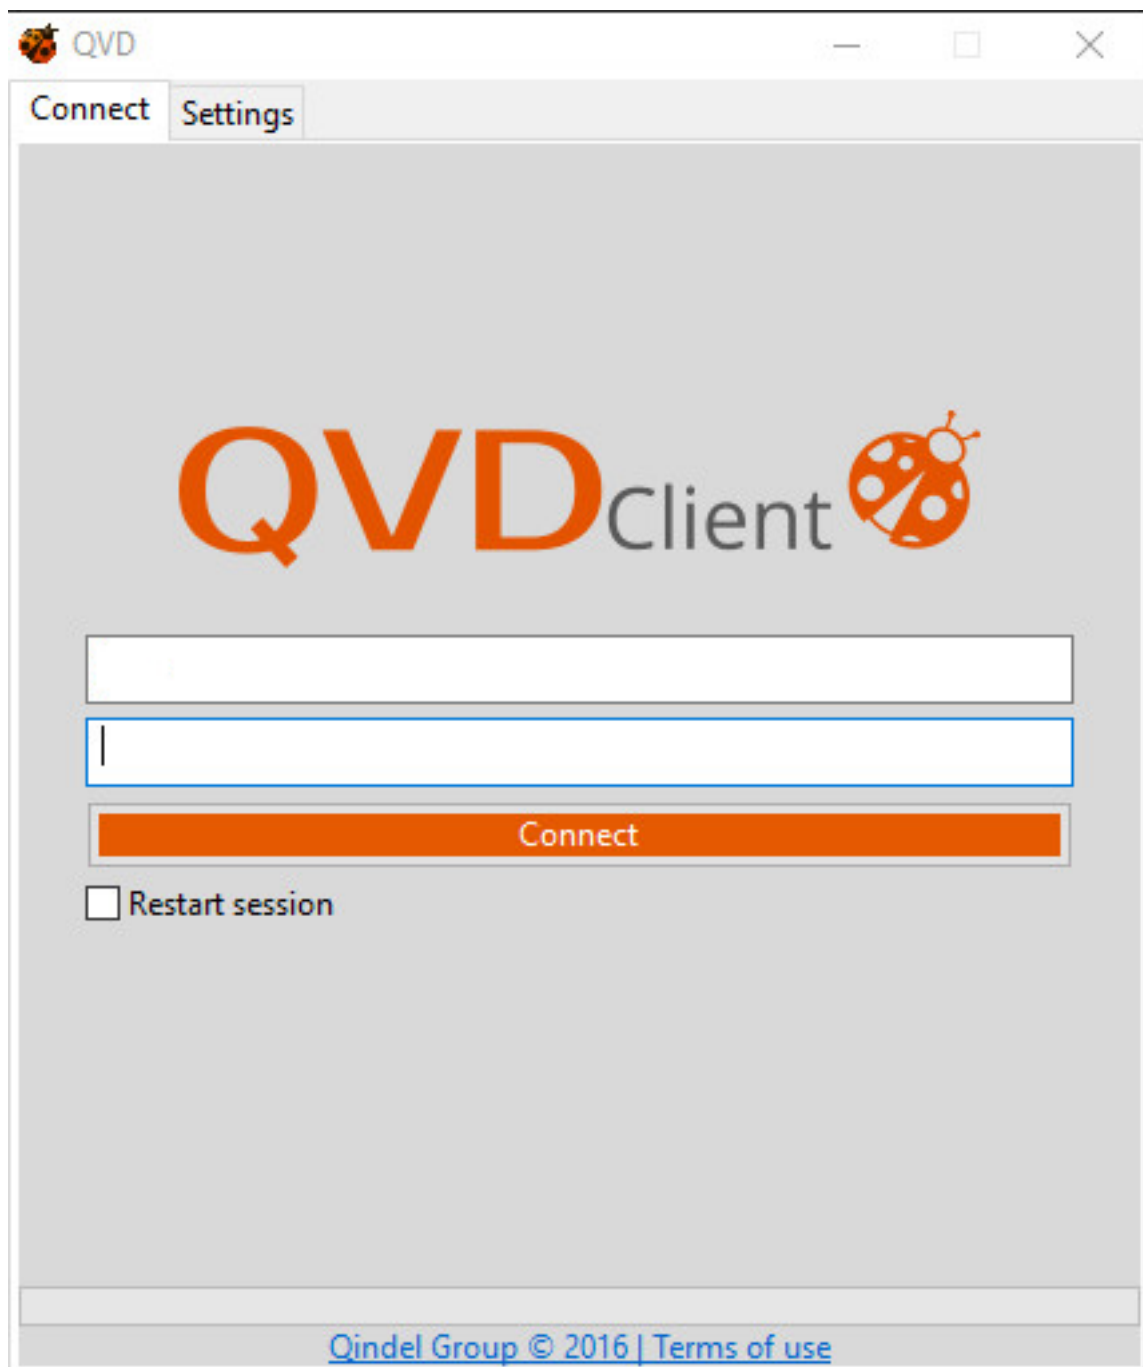 QVD
Connect Settings
QVDClient
Connect
Restart session
Qindel Group © 2016 | Terms of use